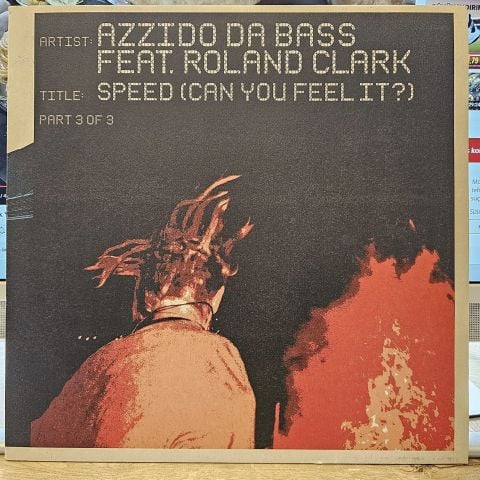 ARTIST: AZZIDO DA BASS
FEAT. ROLAND CLARK
TITLE: SPEED (CAN YOU FEEL IT?)
PART 3 OF 3